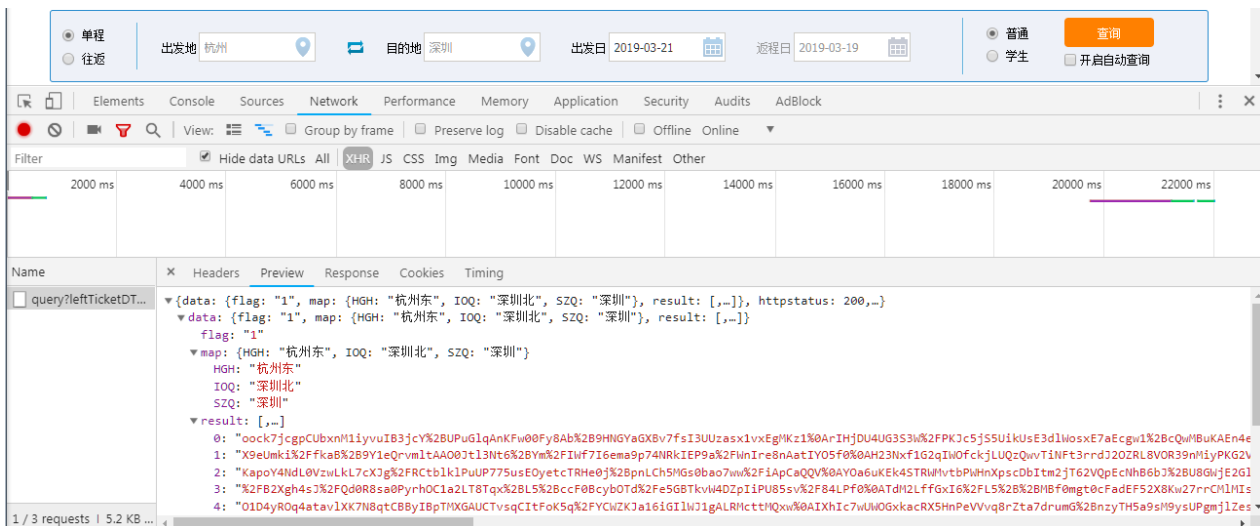 单程
往返
出发地 杭州
目的地 深圳
出发日 2019-03-21
返程日 2019-03-19
普通
学生
查询
开启自动查询
Elements Console Sources Network Performance Memory Application Security Audits AdBlock
View: Group by frame Preserve log Disable cache Offline Online
Filter Hide data URLs All XHR JS CSS Img Media Font Doc WS Manifest Other
2000 ms 4000 ms 6000 ms 8000 ms 10000 ms 12000 ms 14000 ms 16000 ms 18000 ms 20000 ms 22000 ms
Name × Headers Preview Response Cookies Timing
query?leftTicketDT...
{data: {flag: "1", map: {HGH: "杭州东", IOQ: "深圳北", SZQ: "深圳"}, result: [,…]}, httpstatus: 200,…}
data: {flag: "1", map: {HGH: "杭州东", IOQ: "深圳北", SZQ: "深圳"}, result: [,…]}
flag: "1"
map: {HGH: "杭州东", IOQ: "深圳北", SZQ: "深圳"}
HGH: "杭州东"
IOQ: "深圳北"
SZQ: "深圳"
result: [,…]
0:
1:
2:
3:
4:
1 / 3 requests | 5.2 KB ...